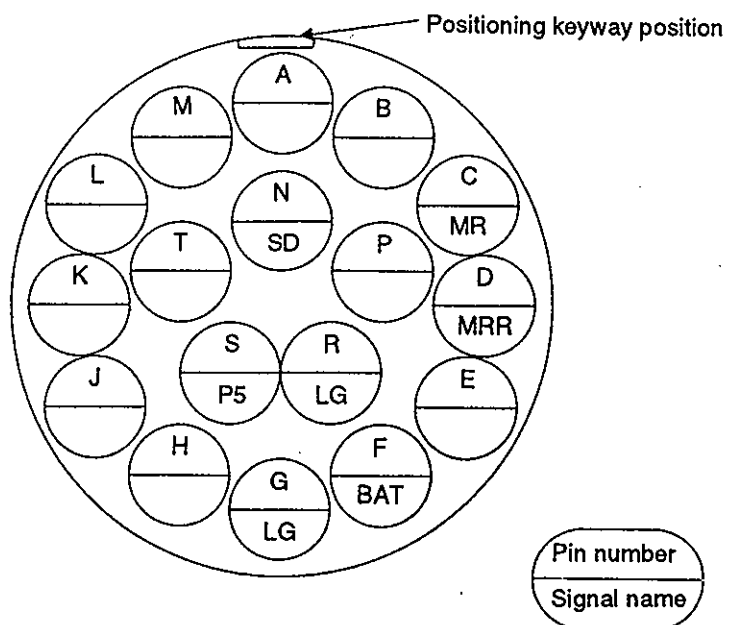 Positioning keyway position
A
M
B
L
C
MR
N
SD
T
P
K
D
MRR
S
P5
R
LG
J
E
H
F
BAT
G
LG
Pin number
Signal name